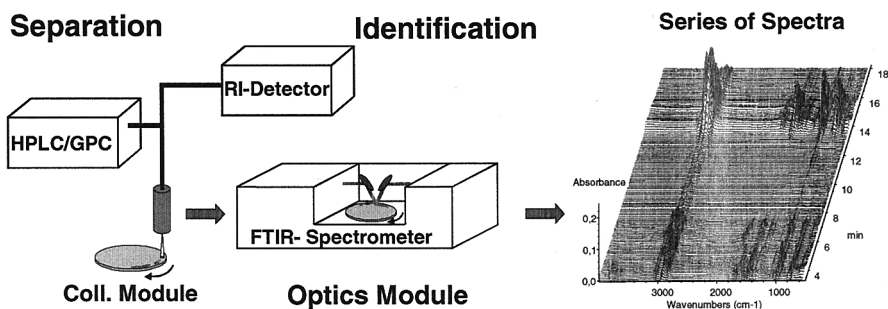 Separation
Identification
Series of Spectra
RI-Detector
HPLC/GPC
FTIR- Spectrometer
Coll. Module
Optics Module
Absorbance
0,2
0,1
0,0
3000
2000
1000
Wavenumbers (cm-1)
18
16
14
12
10
8
6
4
min